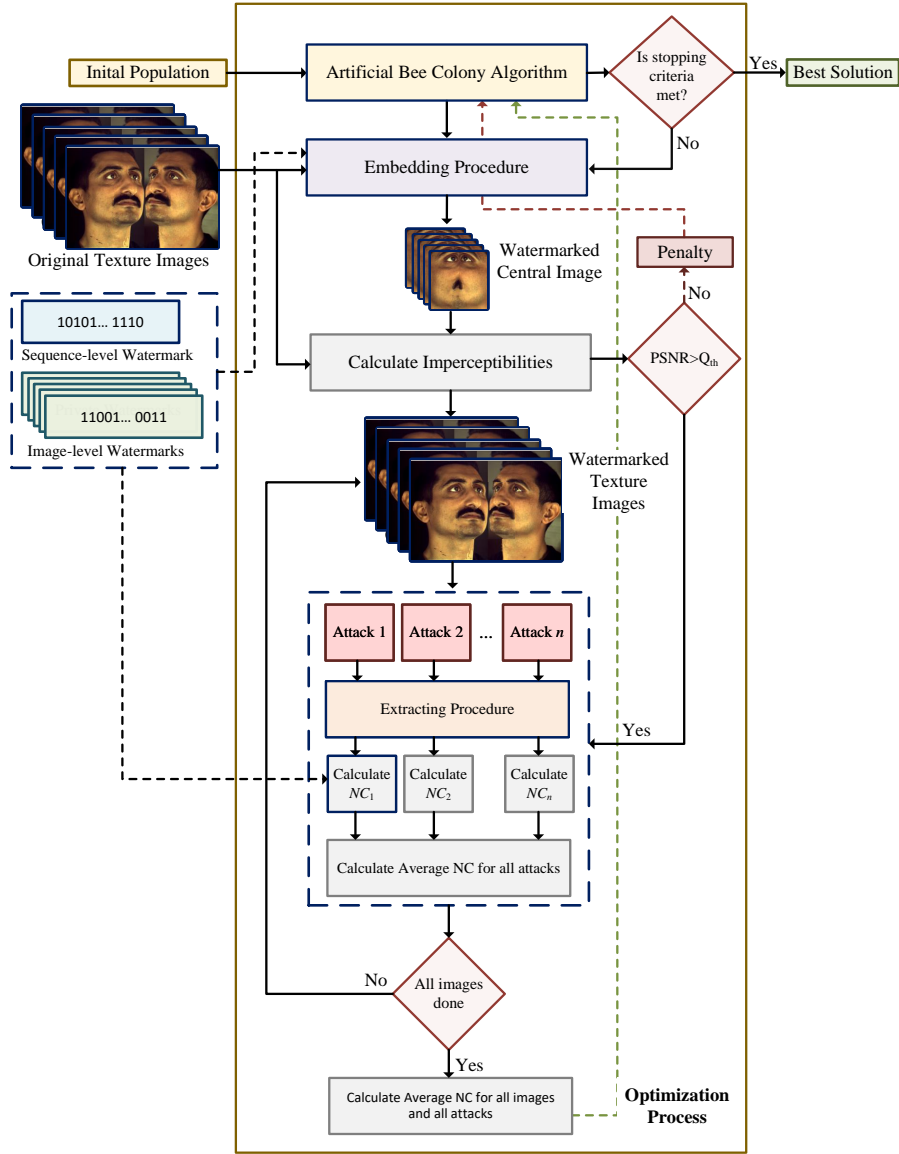 Inital Population
Artificial Bee Colony Algorithm
Is stopping
criteria
met?
Yes
Best Solution
No
Embedding Procedure
Original Texture Images
Watermarked
Central Image
Penalty
No
10101... 1110
Sequence-level Watermark
Calculate Imperceptibilities
PSNR>Qth
11001... 0011
Image-level Watermarks
Watermarked
Texture
Images
Attack 1
Attack 2
...
Attack n
Extracting Procedure
Yes
Calculate
NC1
Calculate
NC2
Calculate
NCn
Calculate Average NC for all attacks
No
All images
done
Yes
Calculate Average NC for all images
and all attacks
Optimization
Process